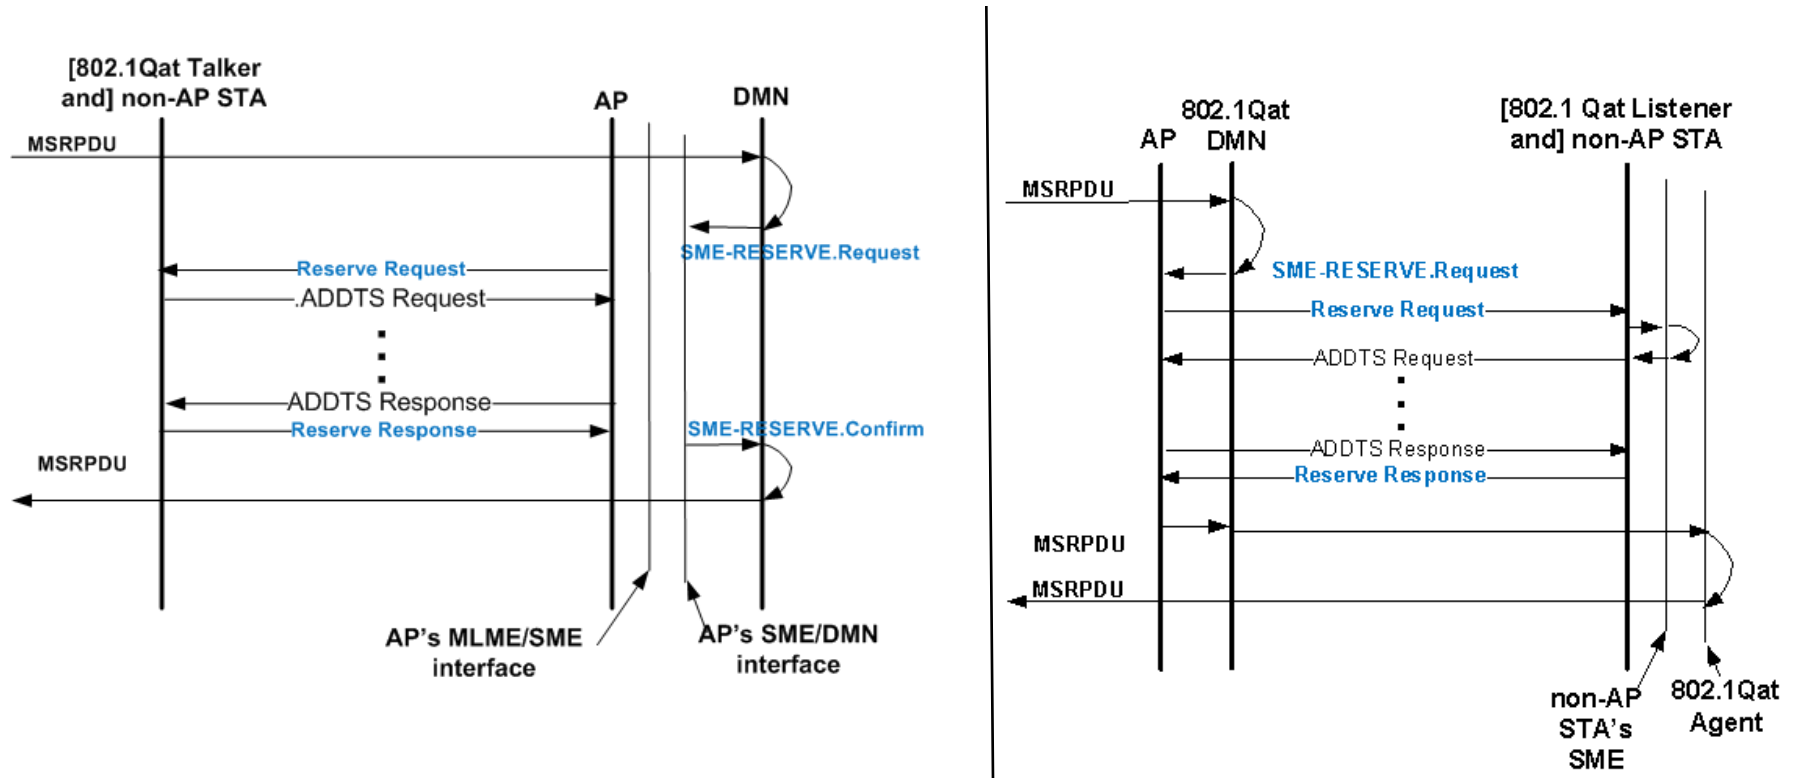 [802.1Qat Talker
and] non-AP STA
AP
DMN
MSRPDU
SME-RESERVE.Request
Reserve Request
.ADDTS Request
ADDTS Response
Reserve Response
SME-RESERVE.Confirm
MSRPDU
AP's MLME/SME
interface
AP's SME/DMN
interface
AP
802.1Qat
DMN
[802.1 Qat Listener
and] non-AP STA
MSRPDU
SME-RESERVE.Request
Reserve Request
ADDTS Request
ADDTS Response
Reserve Response
MSRPDU
MSRPDU
non-AP
STA's
SME
802.1Qat
Agent